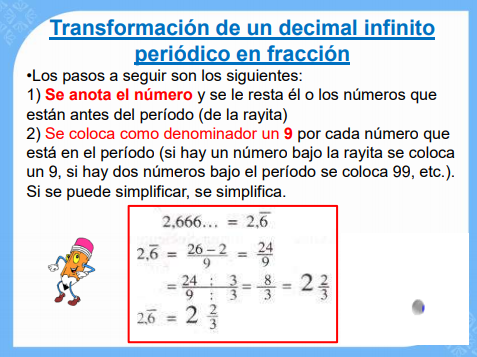 Transformación de un decimal infinito
periódico en fracción
•Los pasos a seguir son los siguientes:
1) Se anota el número y se le resta él o los números que
están antes del período (de la rayita)
2) Se coloca como denominador un 9 por cada número que
está en el período (si hay un número bajo la rayita se coloca
un 9, si hay dos números bajo el período se coloca 99, etc.).
Si se puede simplificar, se simplifica.
2,666... = 2,6̅
2,6̅ = 26 – 2 / 9 = 24 / 9
= 24 / 9 : 3 / 3 = 8 / 3 = 2 2/3
2,6̅ = 2 2/3